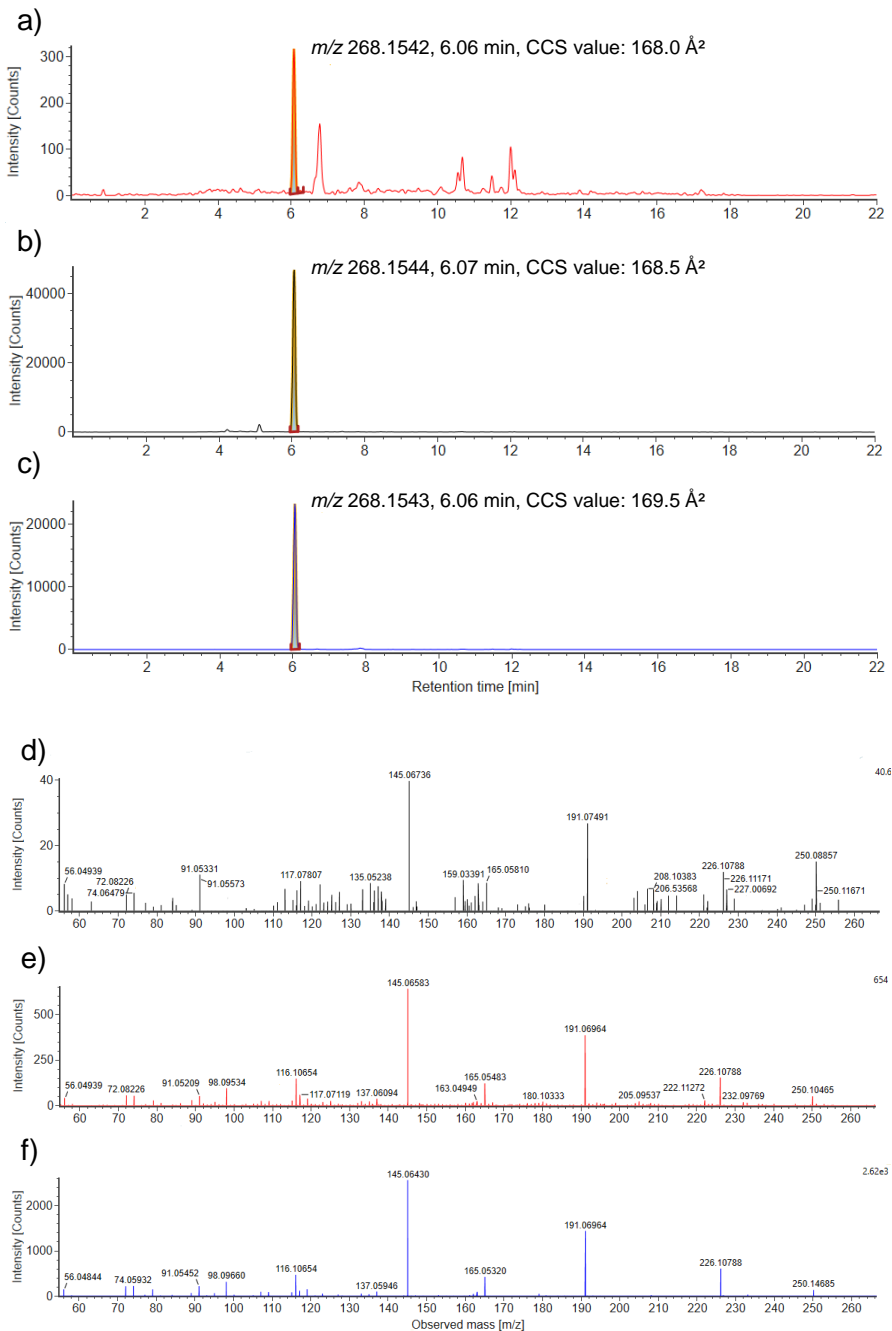 a)
m/z 268.1542, 6.06 min, CCS value: 168.0 Å²
Intensity [Counts]
300
200
100
0
2 4 6 8 10 12 14 16 18 20 22
b)
m/z 268.1544, 6.07 min, CCS value: 168.5 Å²
Intensity [Counts]
40000
20000
0
2 4 6 8 10 12 14 16 18 20 22
c)
m/z 268.1543, 6.06 min, CCS value: 169.5 Å²
Intensity [Counts]
20000
10000
0
2 4 6 8 10 12 14 16 18 20 22
Retention time [min]
d)
40.6
Intensity [Counts]
40
20
0
145.06736
191.07491
250.08857
56.04939
72.08226
74.06479
91.05331
91.05573
117.07807
135.05238
159.03391
165.05810
208.10383
206.53568
226.10788
226.11171
227.00692
250.11671
60 70 80 90 100 110 120 130 140 150 160 170 180 190 200 210 220 230 240 250 260
e)
654
Intensity [Counts]
500
250
0
145.06583
191.06964
56.04939
72.08226
91.05209
98.09534
116.10654
117.07119
137.06094
163.04949
165.05483
180.10333
205.09537
222.11272
226.10788
232.09769
250.10465
60 70 80 90 100 110 120 130 140 150 160 170 180 190 200 210 220 230 240 250 260
f)
2.62e3
Intensity [Counts]
2000
1000
0
145.06430
191.06964
56.04844
74.05932
91.05452
98.09660
116.10654
137.05946
165.05320
226.10788
250.14685
60 70 80 90 100 110 120 130 140 150 160 170 180 190 200 210 220 230 240 250 260
Observed mass [m/z]